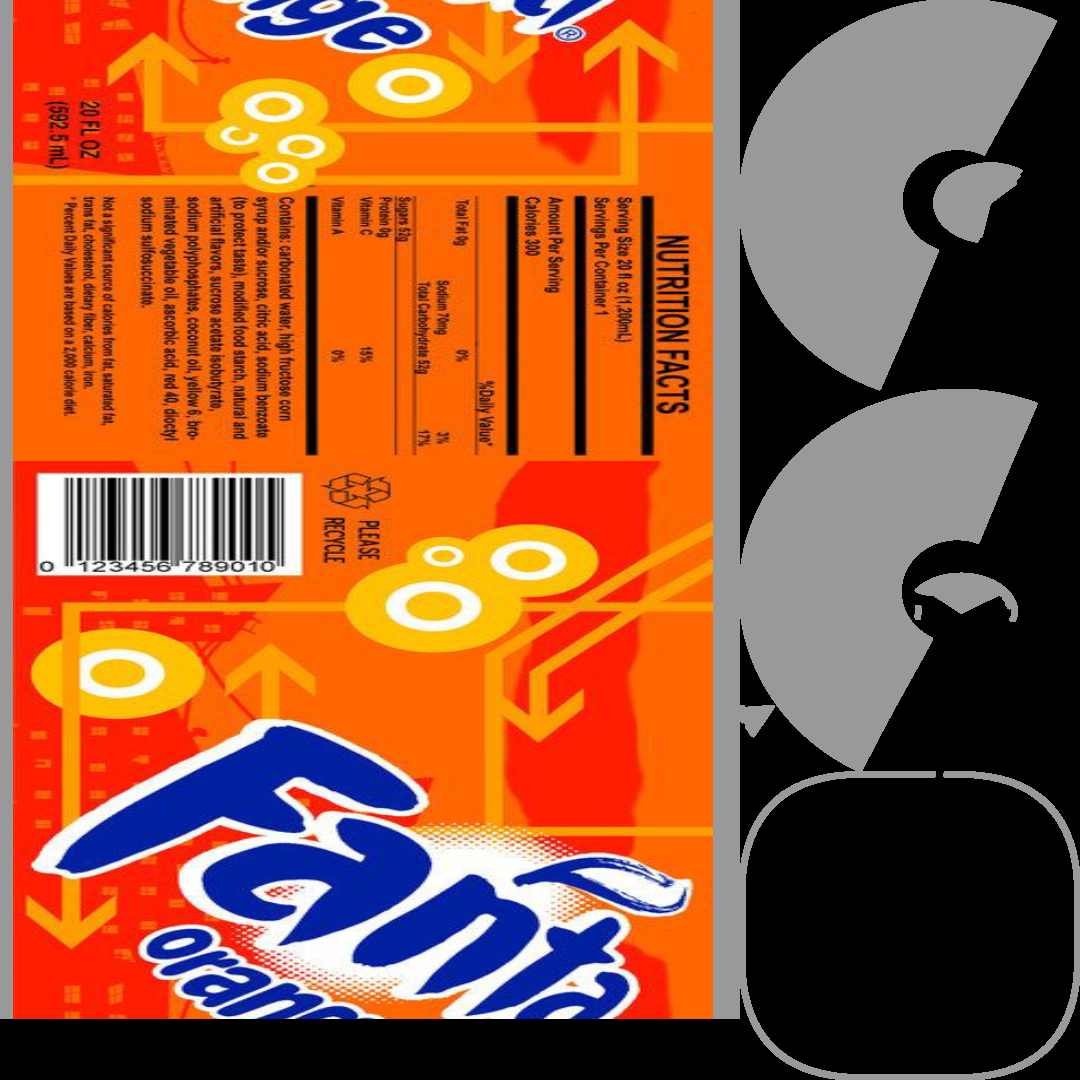 nge
®
20 FL OZ
(592.5 mL)
NUTRITION FACTS
Serving Size 20 fl oz (1,200mL)
Servings Per Container 1
Amount Per Serving
Calories 300
%Daily Value*
Total Fat 0g 0%
Sodium 70mg 3%
Total Carbohydrate 52g 17%
Sugars 52g
Protein 0g
Vitamin C 15%
Vitamin A 0%
Contains: carbonated water, high fructose corn
syrup and/or sucrose, citric acid, sodium benzoate
(to protect taste), modified food starch, natural and
artificial flavors, sucrose acetate isobutyrate,
sodium polyphosphates, coconut oil, yellow 6, bro-
minated vegetable oil, ascorbic acid, red 40, dioctyl
sodium sulfosuccinate.
Not a significant source of calories from fat, saturated fat,
trans fat, cholesterol, dietary fiber, calcium, iron.
* Percent Daily Values are based on a 2,000 calorie diet.
PLEASE
RECYCLE
0 123456 789010
Fanta
orange